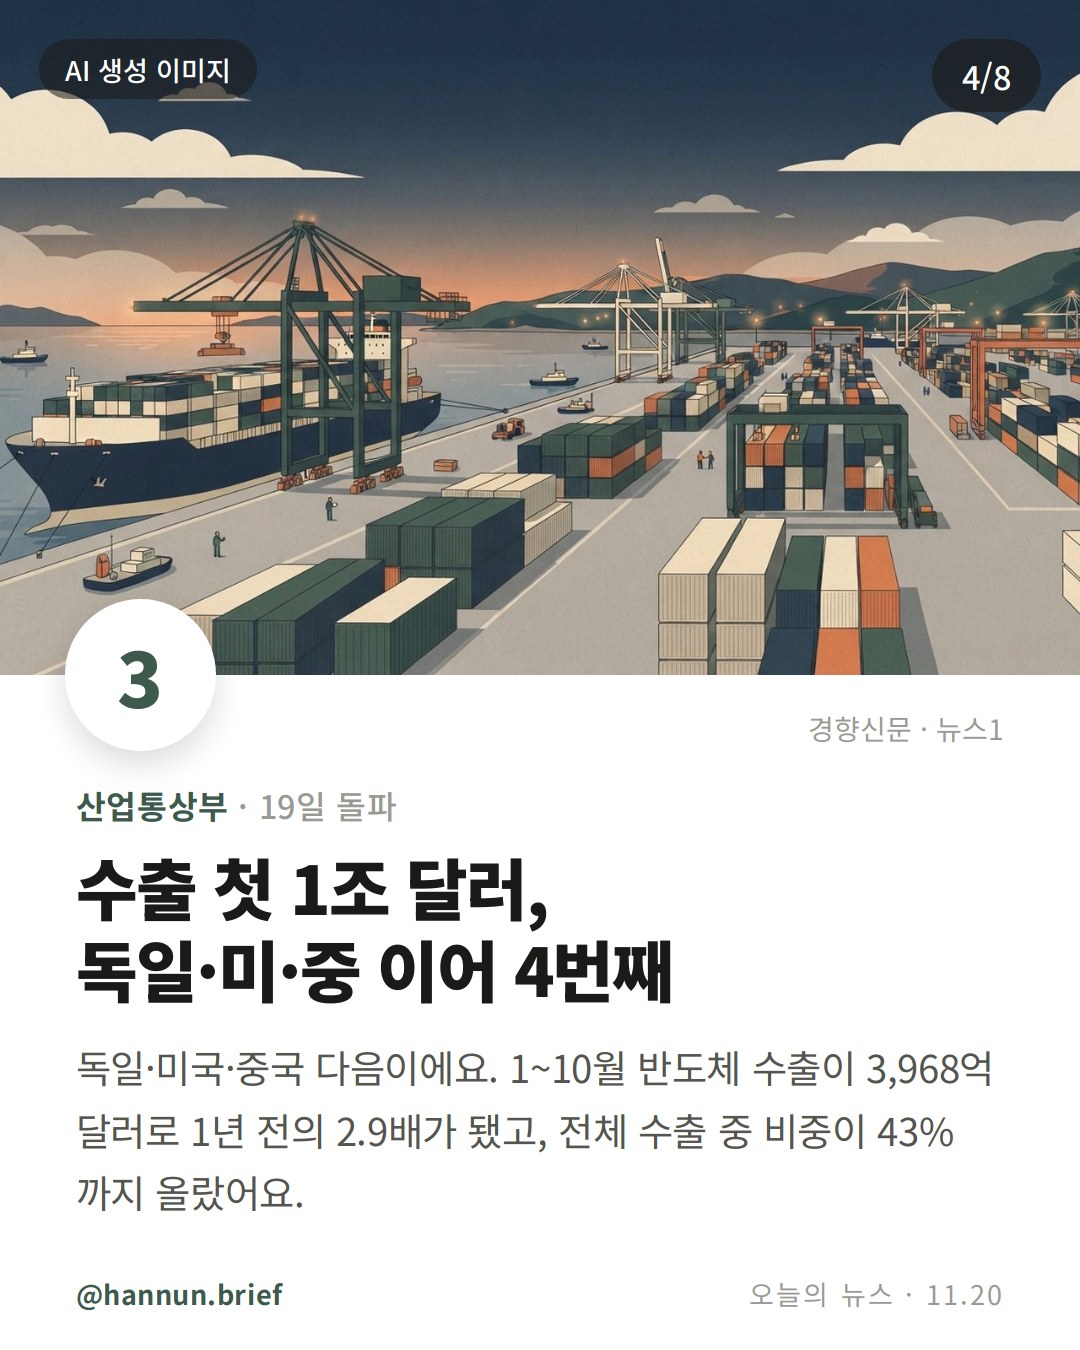 AI 생성 이미지
4/8
3
경향신문 · 뉴스1
산업통상부 · 19일 돌파
수출 첫 1조 달러,
독일·미·중 이어 4번째
독일·미국·중국 다음이에요. 1~10월 반도체 수출이 3,968억
달러로 1년 전의 2.9배가 됐고, 전체 수출 중 비중이 43%
까지 올랐어요.
@hannun.brief
오늘의 뉴스 · 11.20